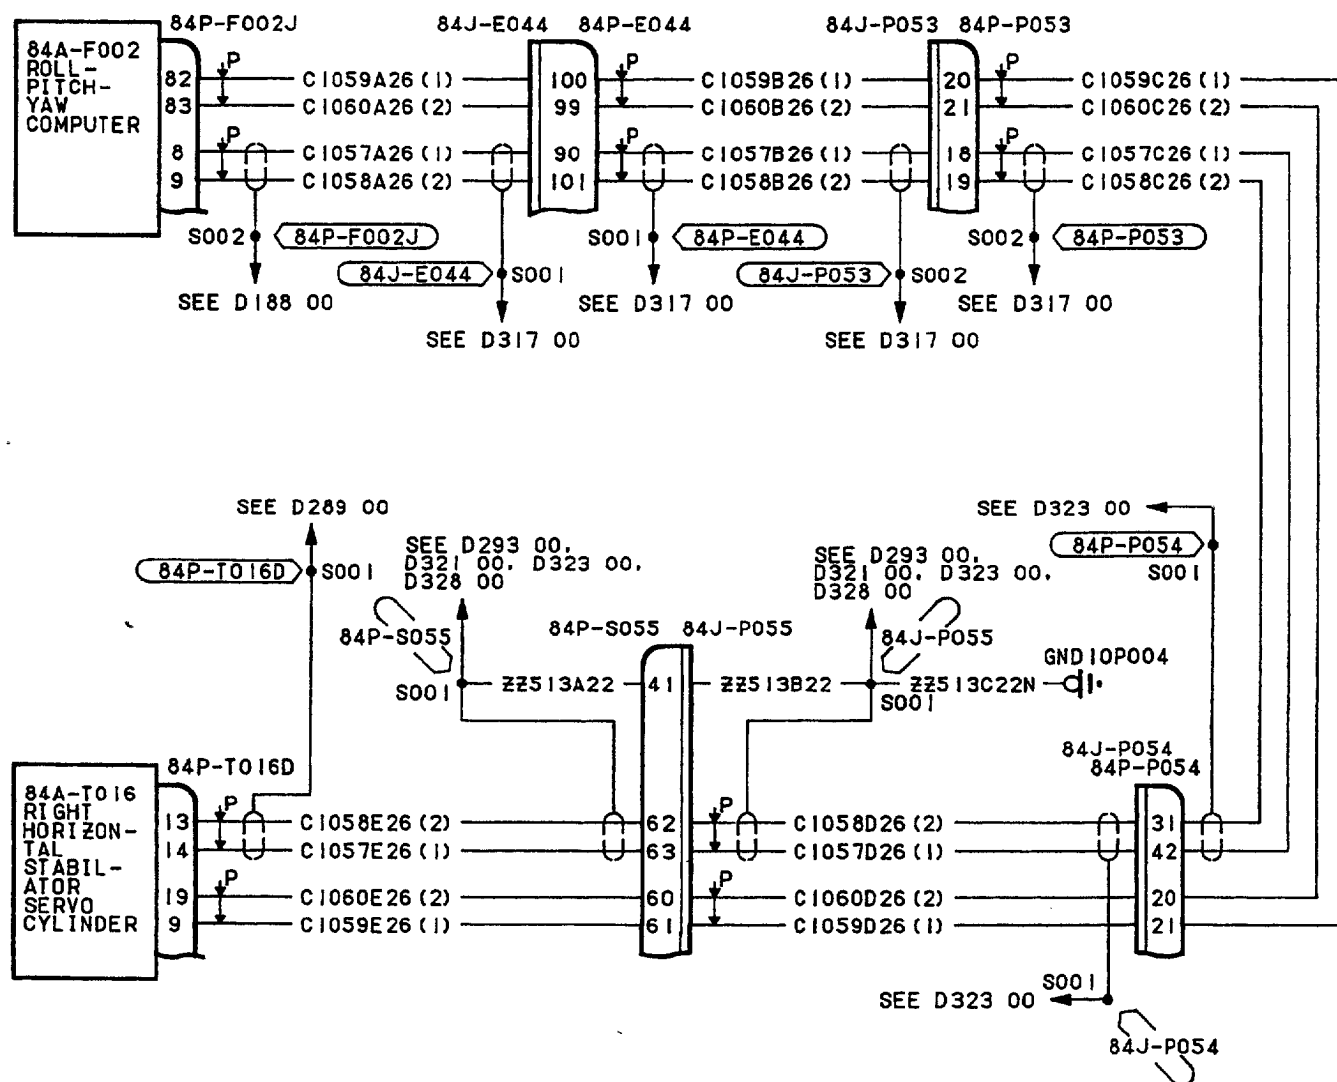 84P-F002J
84J-E044 84P-E044
84J-P053 84P-P053
84A-F002
ROLL-
PITCH-
YAW
COMPUTER
82 P C1059A26(1) 100 P C1059B26(1) 20 P C1059C26(1)
83 C1060A26(2) 99 C1060B26(2) 21 C1060C26(2)
8 P C1057A26(1) 90 P C1057B26(1) 18 P C1057C26(1)
9 C1058A26(2) 101 C1058B26(2) 19 C1058C26(2)
S002 84P-F002J S001 84P-E044 S002 84P-P053
84J-E044 S001 84J-P053 S002
SEE D188 00 SEE D317 00 SEE D317 00
SEE D317 00 SEE D317 00
SEE D289 00 SEE D323 00
84P-T016D S001
SEE D293 00,
D321 00, D323 00,
D328 00
SEE D293 00,
D321 00, D323 00,
D328 00
84P-P054
S001
84P-S055 84P-S055 84J-P055 84J-P055
GND10P004
S001 ZZ513A22 41 ZZ513B22 S001 ZZ513C22N
84P-T016D
84J-P054
84P-P054
84A-T016
RIGHT
HORIZON-
TAL
STABIL-
ATOR
SERVO
CYLINDER
13 P C1058E26(2) 62 P C1058D26(2) 31
14 C1057E26(1) 63 C1057D26(1) 42
19 P C1060E26(2) 60 P C1060D26(2) 20
9 C1059E26(1) 61 C1059D26(1) 21
SEE D323 00 S001
84J-P054